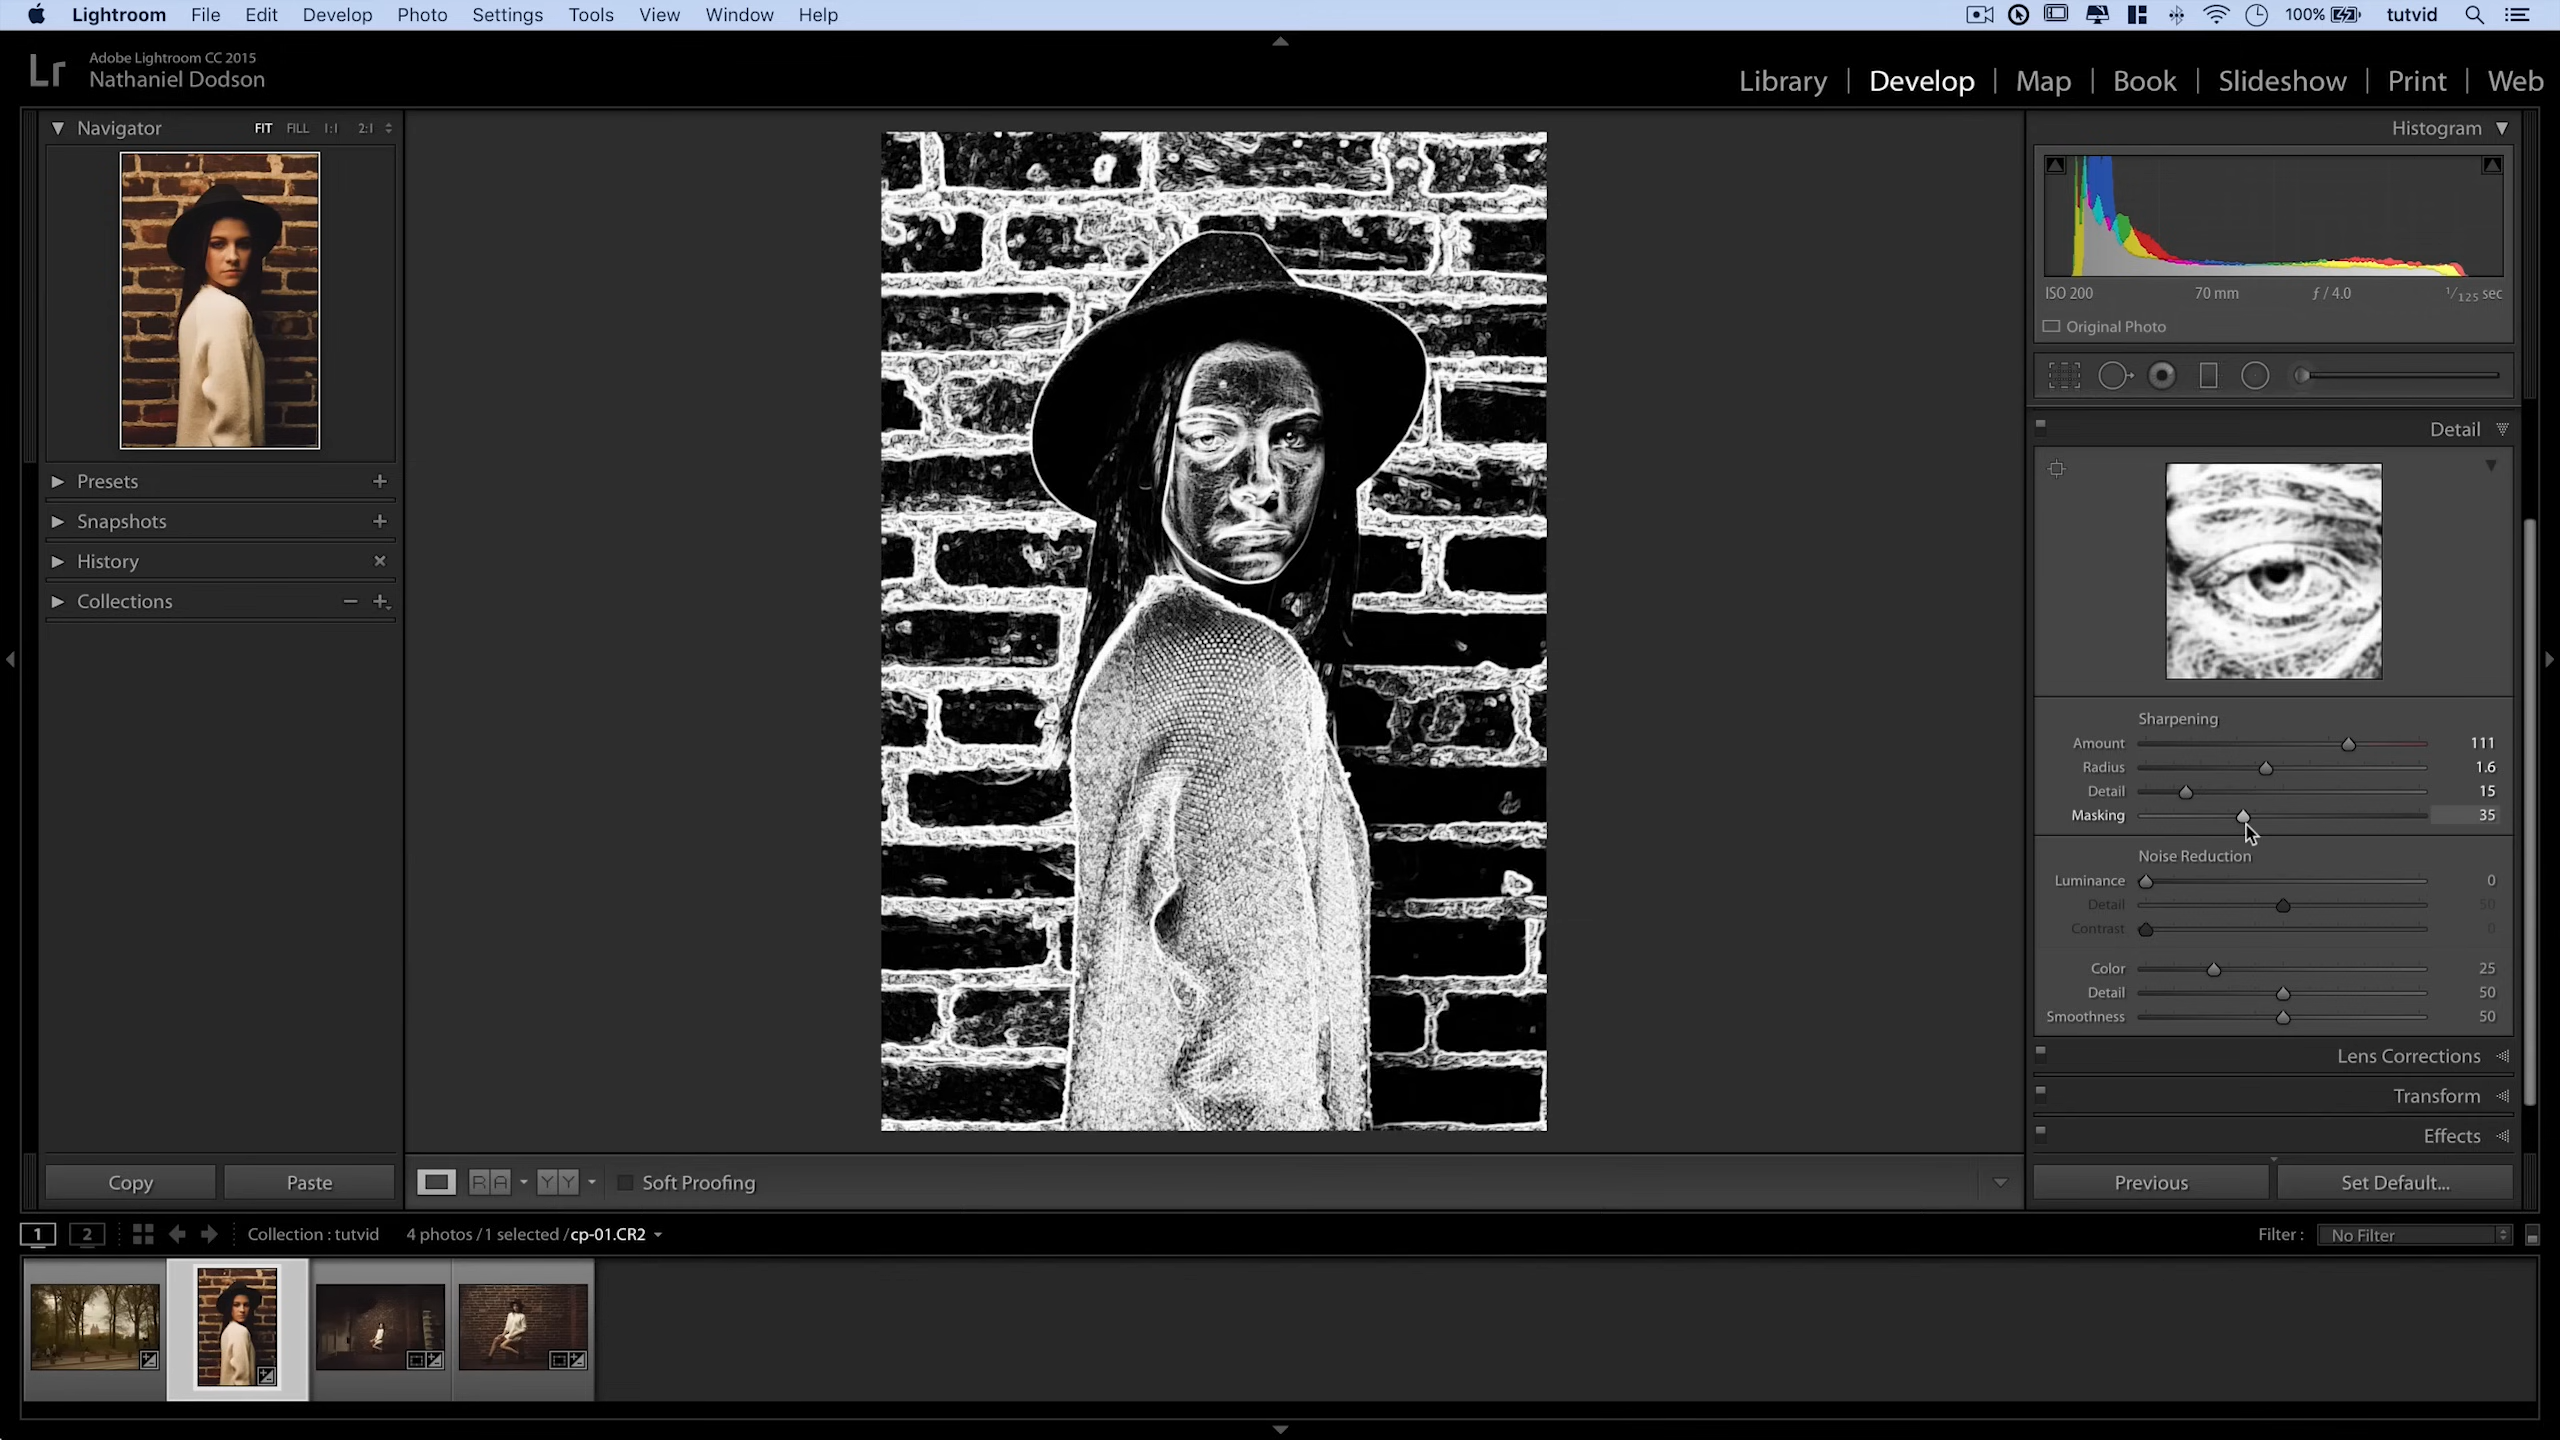 Lightroom File Edit Develop Photo Settings Tools View Window Help 100% tutvid
Lr Adobe Lightroom CC 2015
Nathaniel Dodson
Library | Develop | Map | Book | Slideshow | Print | Web
Navigator FIT FILL 1:1 2:1
Histogram
ISO 200 70 mm ƒ / 4.0 1/125 sec
Original Photo
Detail
Presets
Snapshots
History
Collections
Sharpening
Amount 111
Radius 1.6
Detail 15
Masking 35
Noise Reduction
Luminance 0
Detail 50
Contrast 0
Color 25
Detail 50
Smoothness 50
Lens Corrections
Transform
Effects
Copy Paste
R A Y Y Soft Proofing
Previous Set Default...
1 2 Collection : tutvid 4 photos / 1 selected / cp-01.CR2
Filter : No Filter